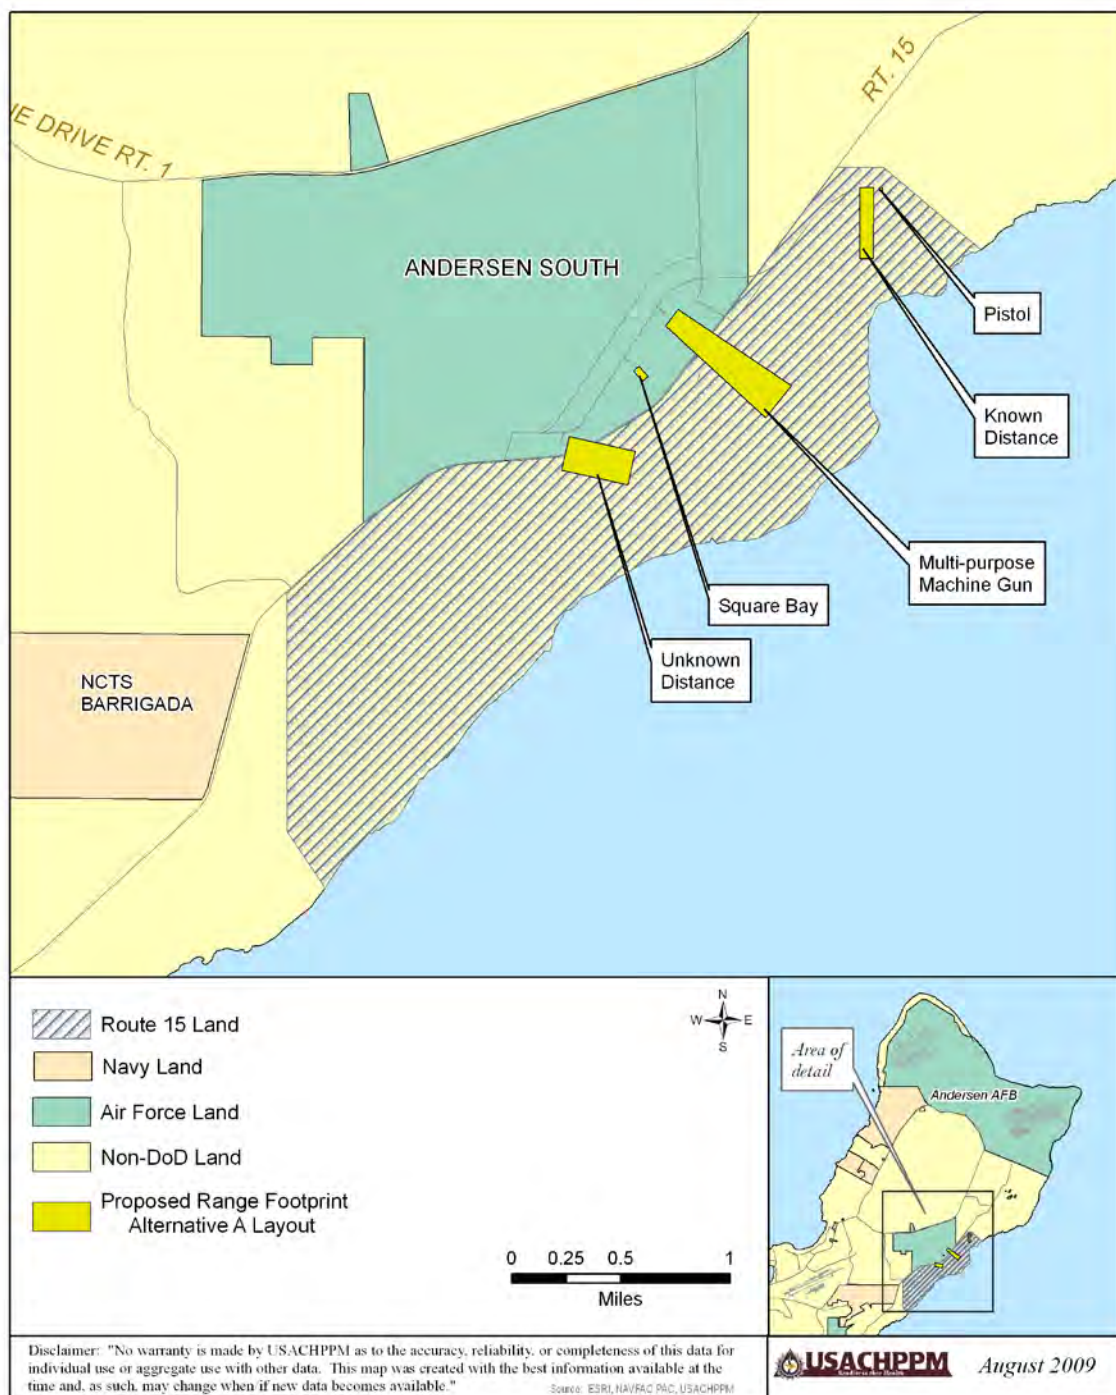 NE DRIVE RT. 1
RT. 15
ANDERSEN SOUTH
Pistol
Known
Distance
Multi-purpose
Machine Gun
Square Bay
Unknown
Distance
NCTS
BARRIGADA
Route 15 Land
Navy Land
Air Force Land
Non-DoD Land
Proposed Range Footprint
Alternative A Layout
N
W E
S
0 0.25 0.5 1
Miles
Area of
detail
Andersen AFB
Disclaimer: "No warranty is made by USACHPPM as to the accuracy, reliability, or completeness of this data for
individual use or aggregate use with other data. This map was created with the best information available at the
time and, as such, may change when if new data becomes available."
Source: ESRI, NAVFAC PAC, USACHPPM
USACHPPM
August 2009